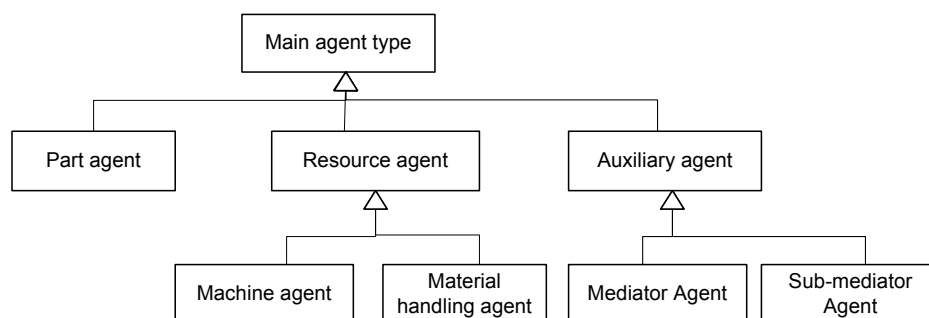 Main agent type
Part agent
Resource agent
Auxiliary agent
Machine agent
Material
handling agent
Mediator Agent
Sub-mediator
Agent